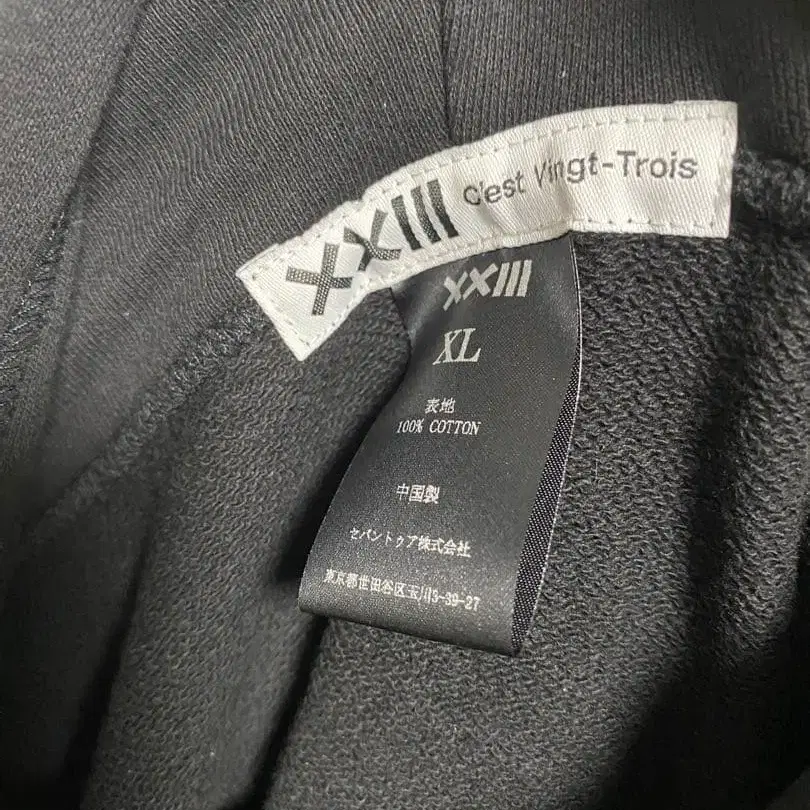 XXIII C'est Vingt-Trois
XXIII
XL
表地
100% COTTON
中国製
セバントゥア株式会社
東京都世田谷区玉川3-39-27